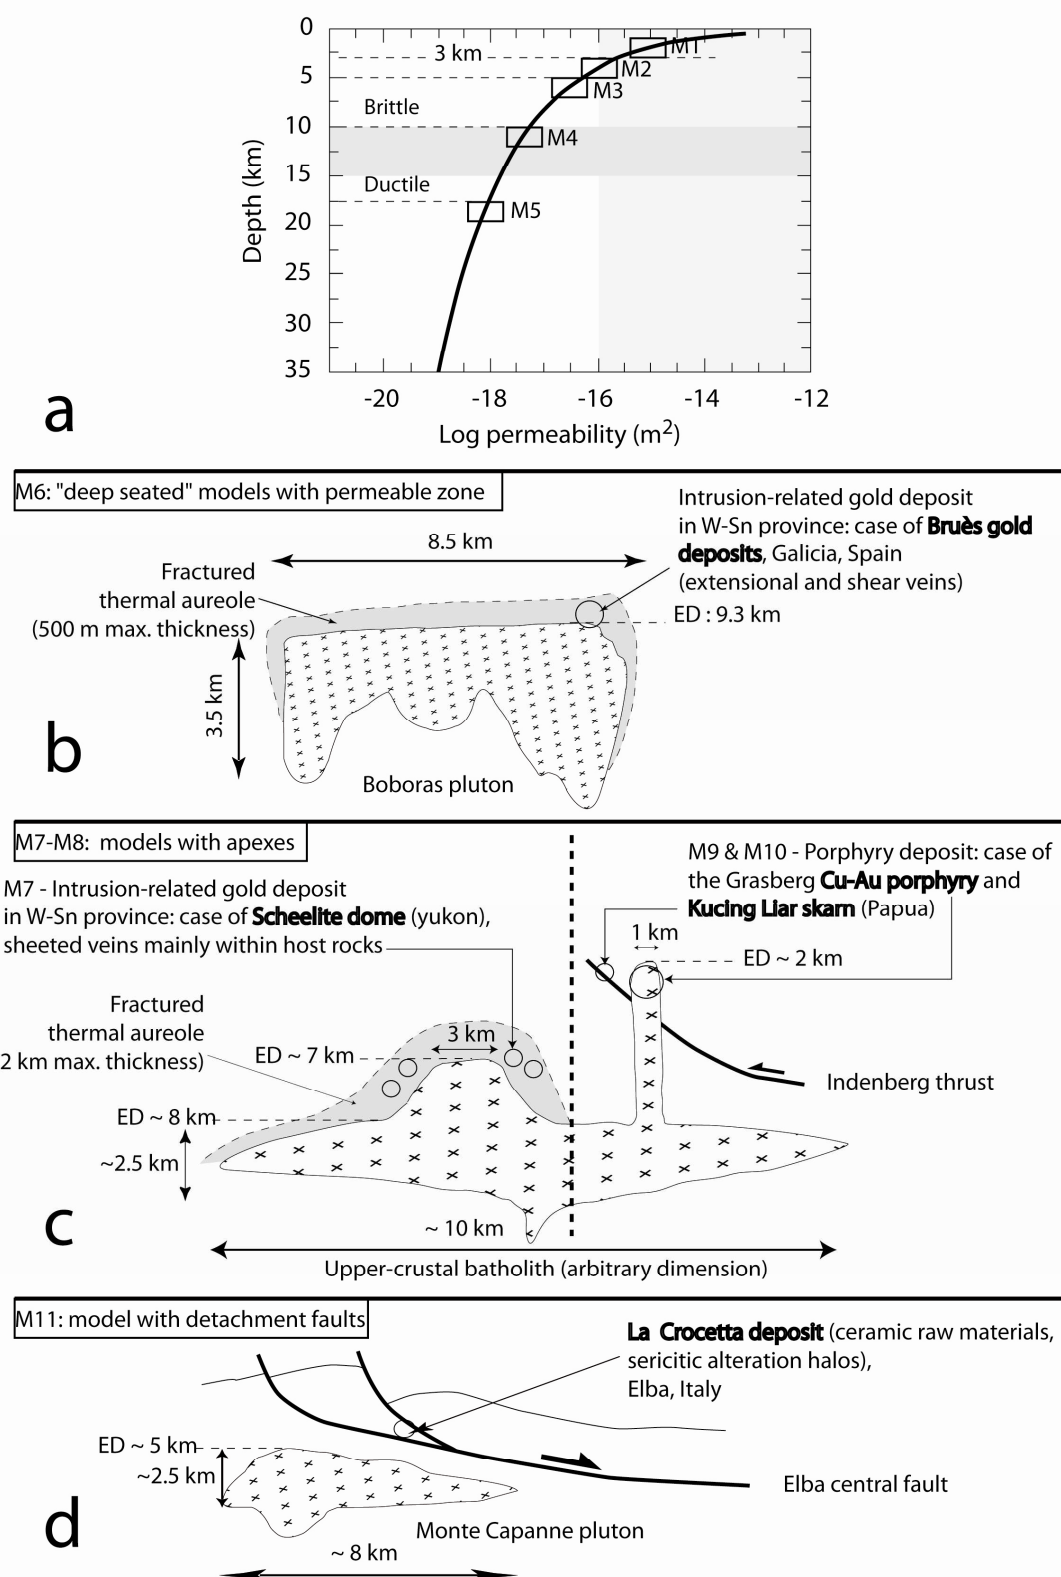 0
5
10
15
20
25
30
35
Depth (km)
3 km
Brittle
Ductile
M1
M2
M3
M4
M5
-20 -18 -16 -14 -12
Log permeability (m2)
a
M6: "deep seated" models with permeable zone
Intrusion-related gold deposit
in W-Sn province: case of Bruès gold
deposits, Galicia, Spain
(extensional and shear veins)
ED : 9.3 km
8.5 km
Fractured
thermal aureole
(500 m max. thickness)
3.5 km
b
Boboras pluton
M7-M8: models with apexes
M7 - Intrusion-related gold deposit
in W-Sn province: case of Scheelite dome (yukon),
sheeted veins mainly within host rocks
M9 & M10 - Porphyry deposit: case of
the Grasberg Cu-Au porphyry and
Kucing Liar skarn (Papua)
1 km
ED ~ 2 km
Fractured
thermal aureole
2 km max. thickness)
3 km
ED ~ 7 km
Indenberg thrust
ED ~ 8 km
~2.5 km
c
~ 10 km
Upper-crustal batholith (arbitrary dimension)
M11: model with detachment faults
La Crocetta deposit (ceramic raw materials,
sericitic alteration halos),
Elba, Italy
ED ~ 5 km
~2.5 km
Elba central fault
d
Monte Capanne pluton
~ 8 km